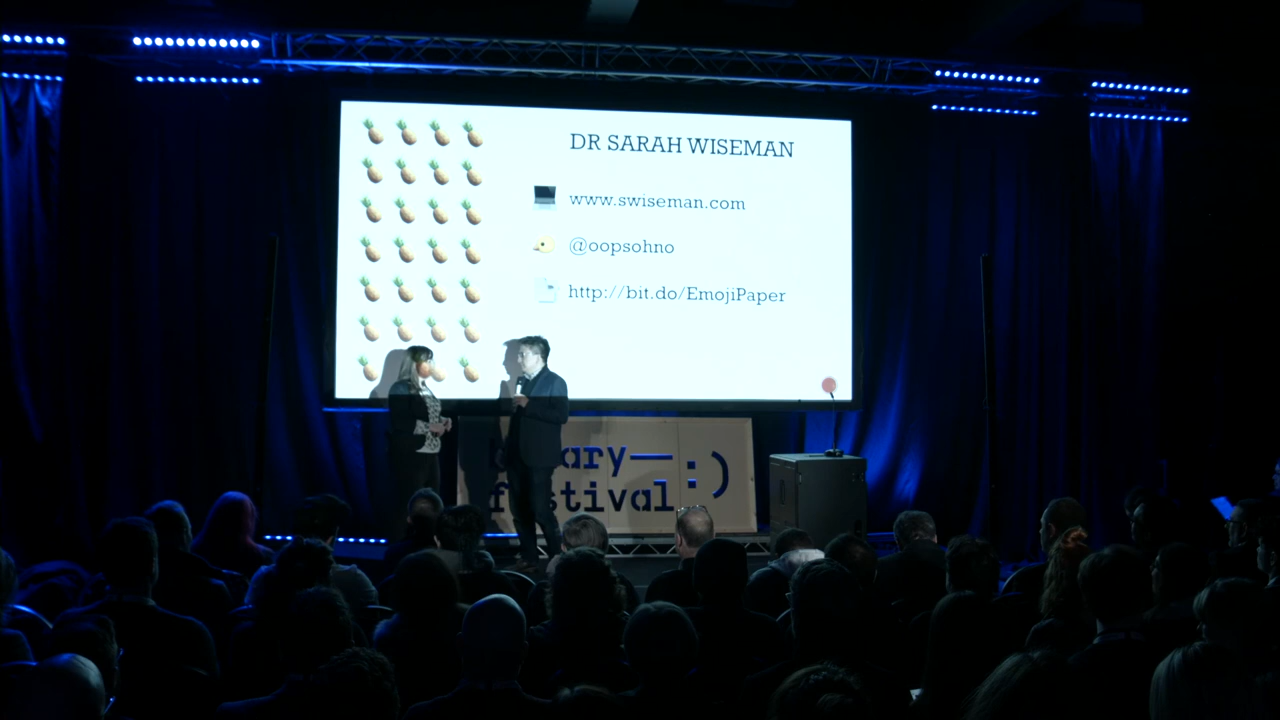 DR SARAH WISEMAN
www.swiseman.com
@oopsohno
http://bit.do/EmojiPaper
ary—
festival :)